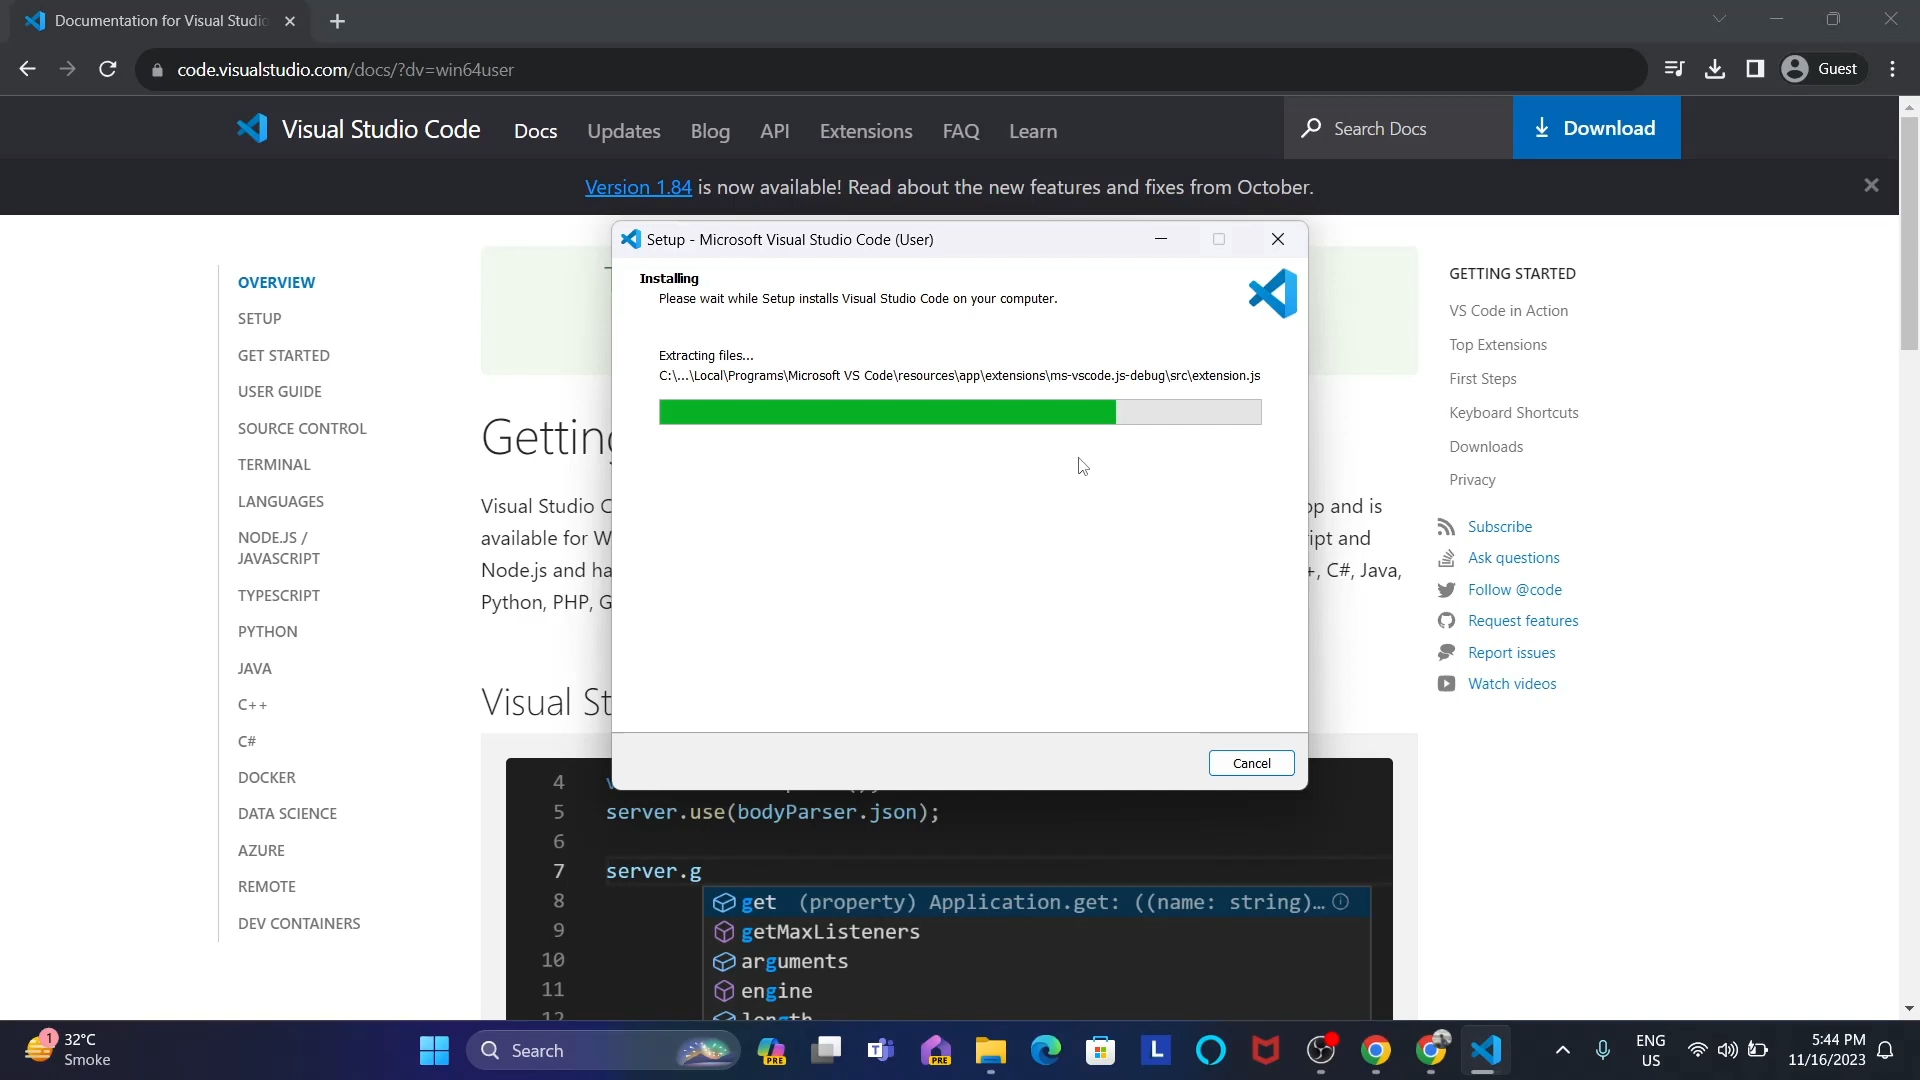 Documentation for Visual Studio
code.visualstudio.com/docs/?dv=win64user
Guest
Visual Studio Code
Docs
Updates
Blog
API
Extensions
FAQ
Learn
Search Docs
Download
Version 1.84 is now available! Read about the new features and fixes from October.
OVERVIEW
SETUP
GET STARTED
USER GUIDE
SOURCE CONTROL
TERMINAL
LANGUAGES
NODE.JS /
JAVASCRIPT
TYPESCRIPT
PYTHON
JAVA
C++
C#
DOCKER
DATA SCIENCE
AZURE
REMOTE
DEV CONTAINERS
Getting
Visual Studio C
available for W
Node.js and ha
Python, PHP, G
op and is
ipt and
+, C#, Java,
Visual St
Setup - Microsoft Visual Studio Code (User)
Installing
Please wait while Setup installs Visual Studio Code on your computer.
Extracting files...
C:\...\Local\Programs\Microsoft VS Code\resources\app\extensions\ms-vscode.js-debug\src\extension.js
Cancel
4
5 server.use(bodyParser.json);
6
7 server.g
8 get (property) Application.get: ((name: string)...
9 getMaxListeners
10 arguments
11 engine
12 length
GETTING STARTED
VS Code in Action
Top Extensions
First Steps
Keyboard Shortcuts
Downloads
Privacy
Subscribe
Ask questions
Follow @code
Request features
Report issues
Watch videos
1
32°C
Smoke
Search
PRE
PRE
L
ENG
US
5:44 PM
11/16/2023